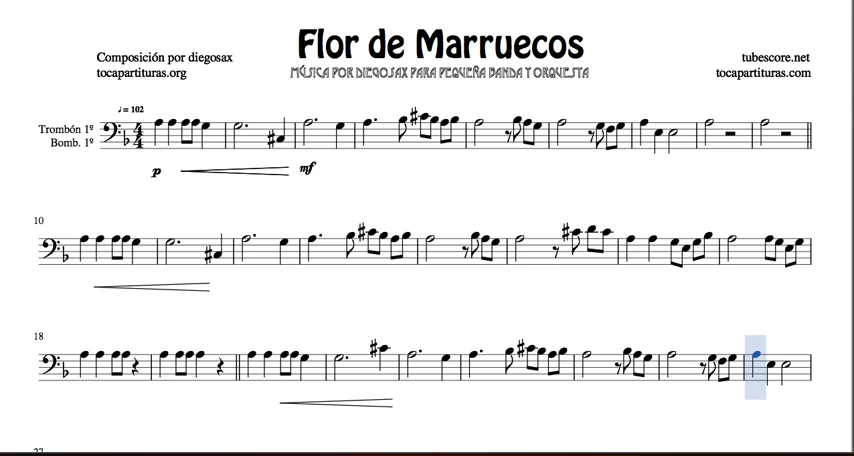 Flor de Marruecos
MÚSICA POR DIEGOSAX PARA PEQUEÑA BANDA Y ORQUESTA
Composición por diegosax
tocapartituras.org
tubescore.net
tocapartituras.com
♩ = 102
Trombón 1º
Bomb. 1º
4
4
p
mf
10
18